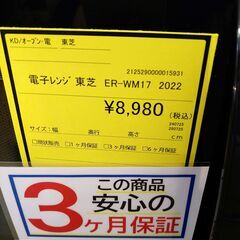 KD/オープン・電　東芝
2125290000015931
電子レンジ 東芝 ER-WM17 2022
¥8,980 (税込)
240723
280725
サイズ：幅 奥行 高さ cm
□現状販売 □1ヶ月保証 □3ヶ月保証 □6ヶ月保証
この商品
安心の
3ヶ月保証